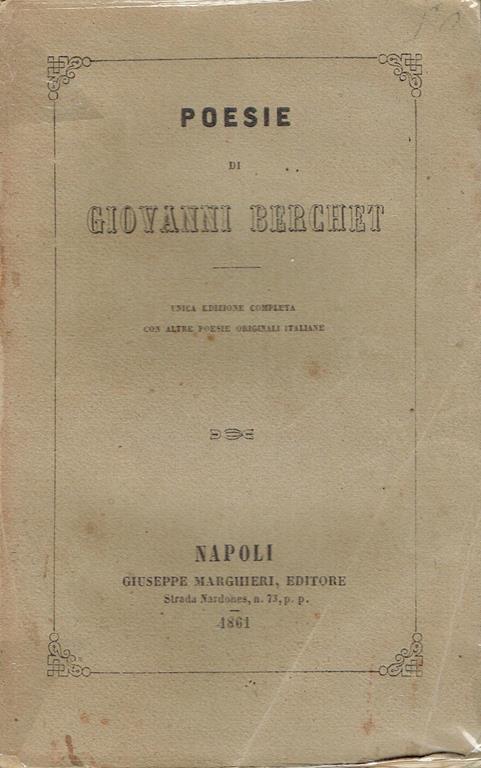 POESIE
DI
GIOVANNI BERCHET
UNICA EDIZIONE COMPLETA
CON ALTRE POESIE ORIGINALI ITALIANE
NAPOLI
GIUSEPPE MARGHIERI, EDITORE
Strada Nardones, n. 73, p. p.
1861